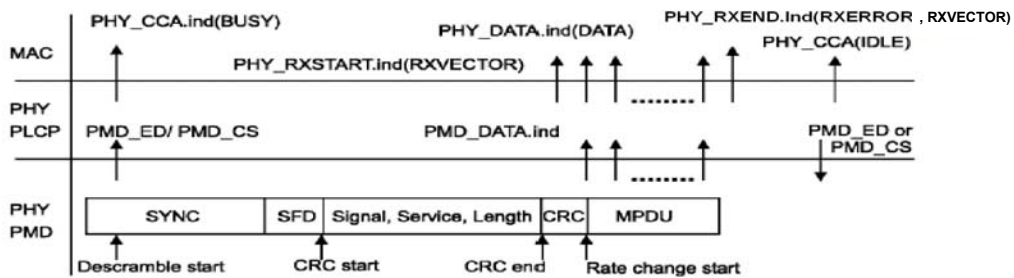 PHY_CCA.ind(BUSY)
PHY_RXEND.Ind(RXERROR , RXVECTOR)
PHY_DATA.ind(DATA)
PHY_CCA(IDLE)
MAC
PHY_RXSTART.ind(RXVECTOR)
PHY
PLCP
PMD_ED/ PMD_CS
PMD_DATA.ind
PMD_ED or
PMD_CS
PHY
PMD
SYNC
SFD
Signal, Service, Length
CRC
MPDU
Descramble start
CRC start
CRC end
Rate change start